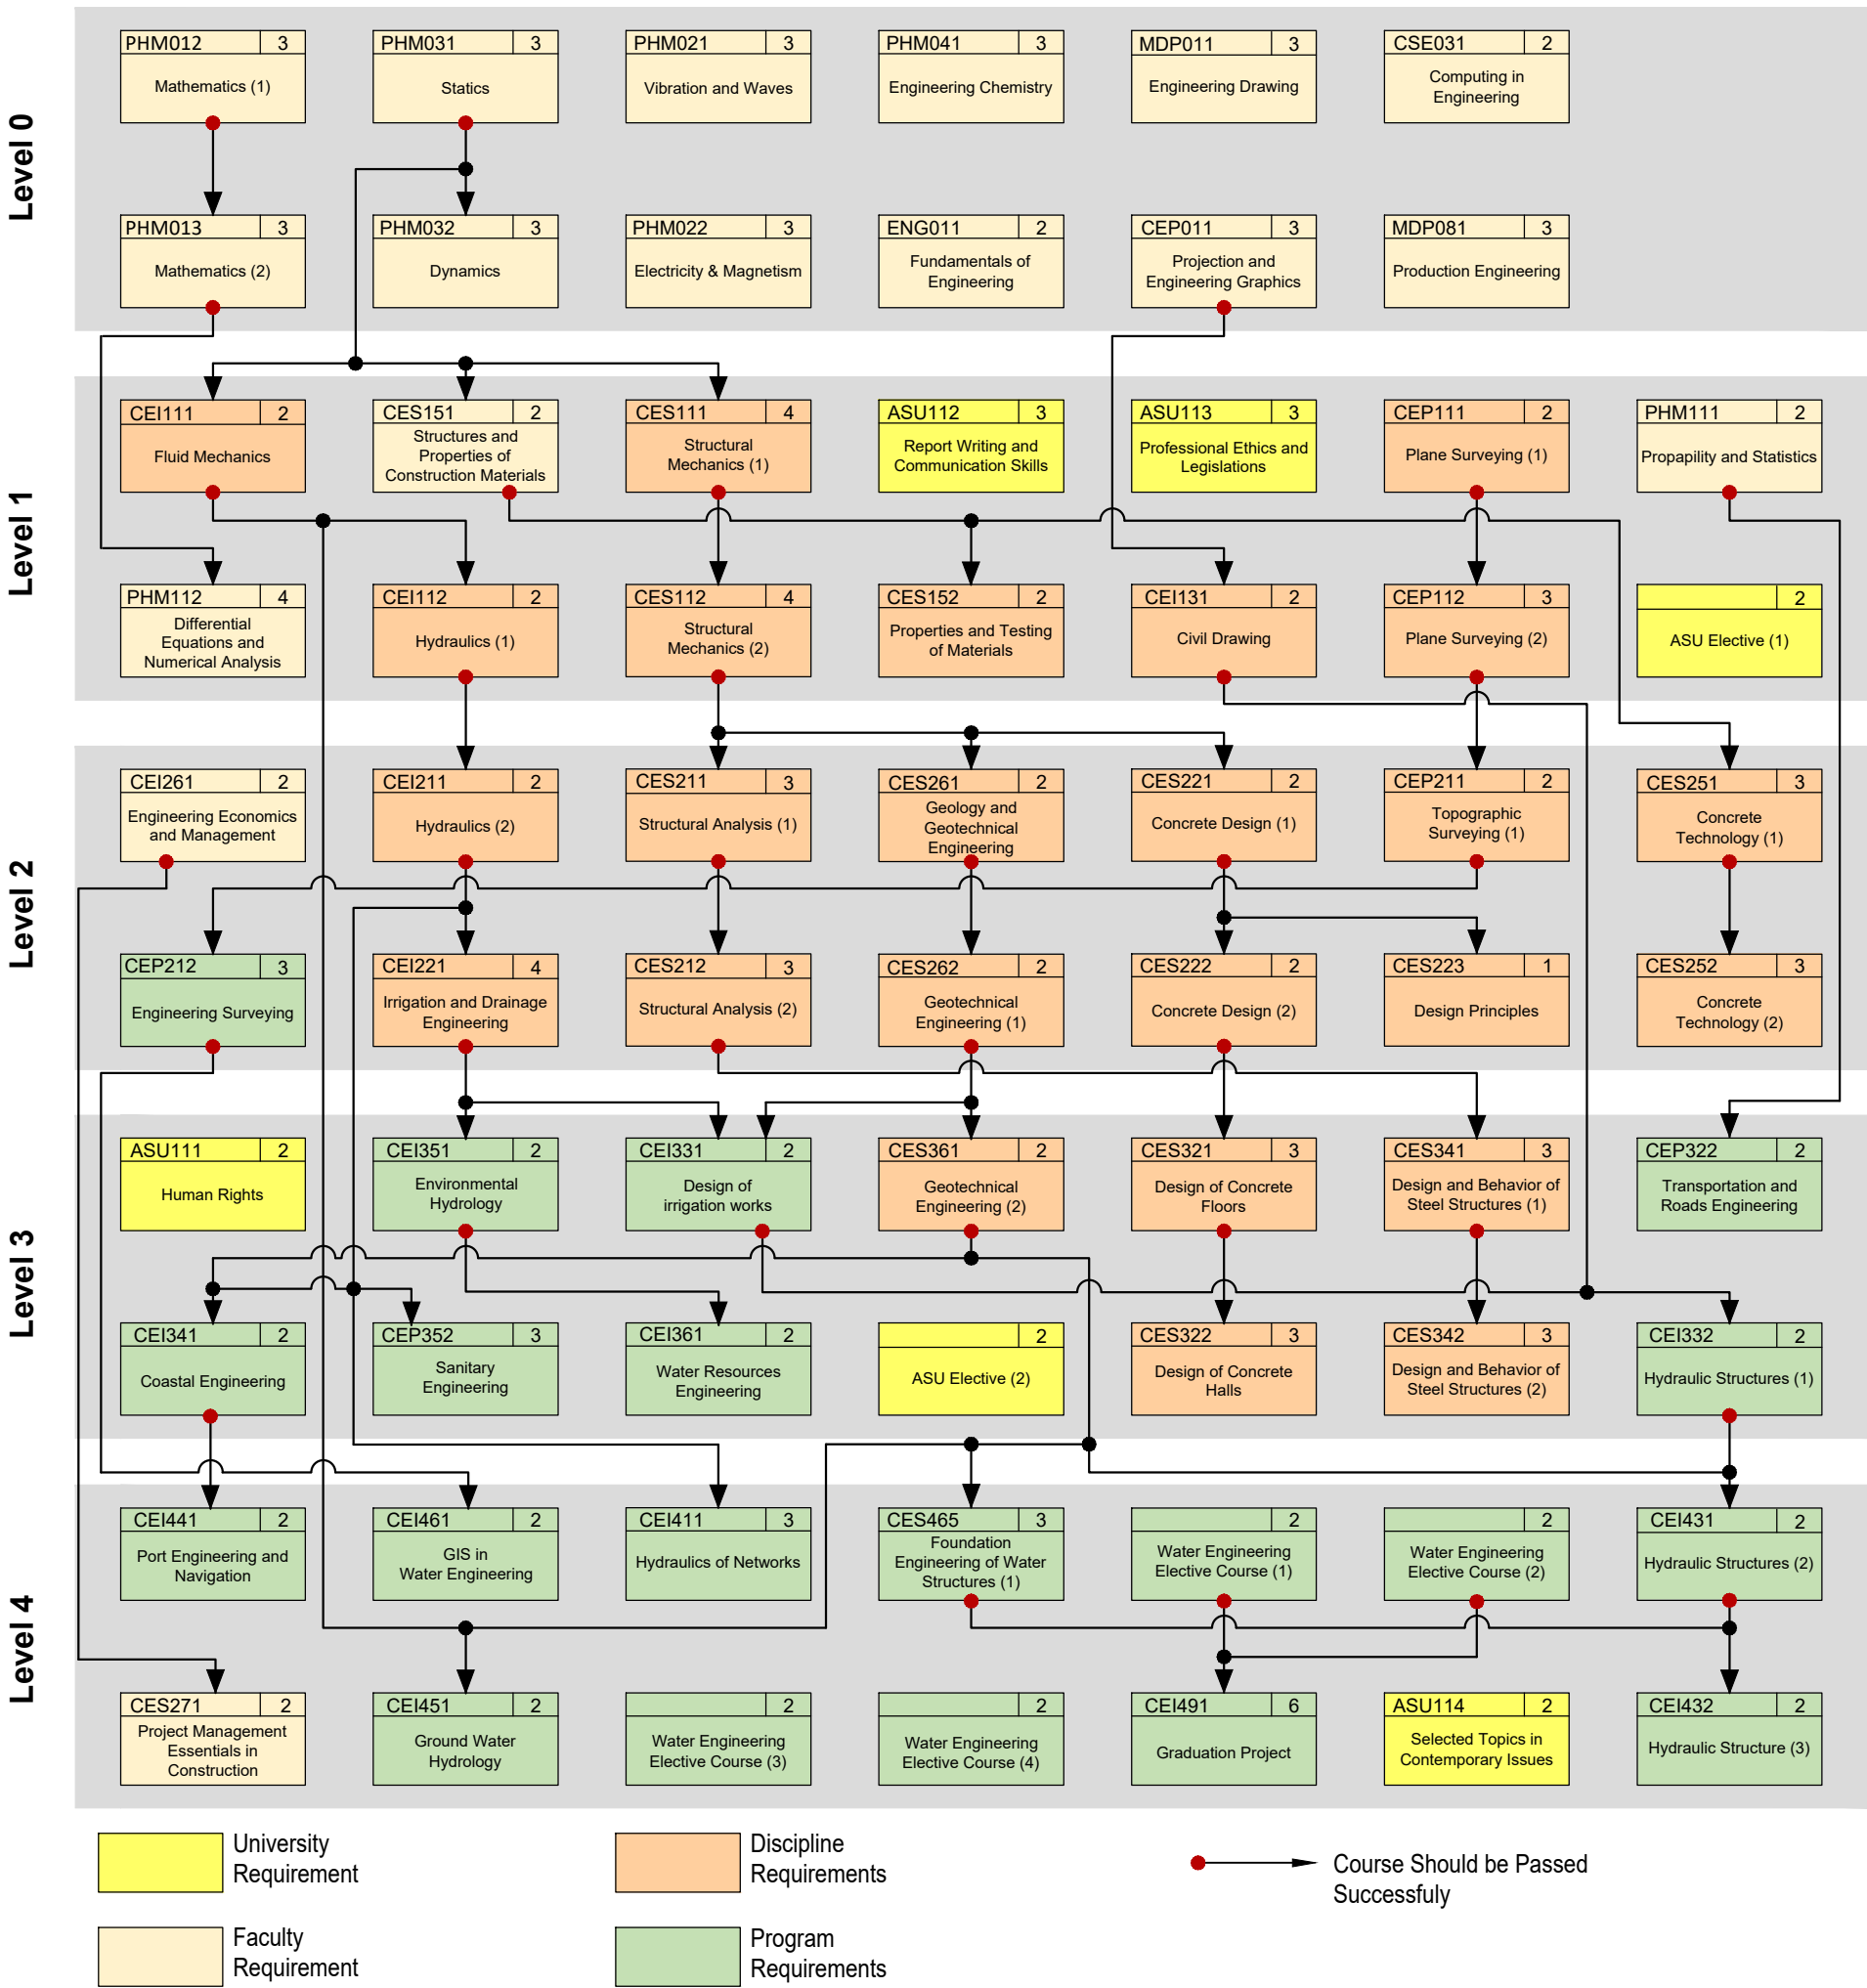 Level 0
PHM012 3
Mathematics (1)
PHM031 3
Statics
PHM021 3
Vibration and Waves
PHM041 3
Engineering Chemistry
MDP011 3
Engineering Drawing
CSE031 2
Computing in
Engineering
PHM013 3
Mathematics (2)
PHM032 3
Dynamics
PHM022 3
Electricity & Magnetism
ENG011 2
Fundamentals of
Engineering
CEP011 3
Projection and
Engineering Graphics
MDP081 3
Production Engineering
Level 1
CEI111 2
Fluid Mechanics
CES151 2
Structures and
Properties of
Construction Materials
CES111 4
Structural
Mechanics (1)
ASU112 3
Report Writing and
Communication Skills
ASU113 3
Professional Ethics and
Legislations
CEP111 2
Plane Surveying (1)
PHM111 2
Propapility and Statistics
PHM112 4
Differential
Equations and
Numerical Analysis
CEI112 2
Hydraulics (1)
CES112 4
Structural
Mechanics (2)
CES152 2
Properties and Testing
of Materials
CEI131 2
Civil Drawing
CEP112 3
Plane Surveying (2)
2
ASU Elective (1)
Level 2
CEI261 2
Engineering Economics
and Management
CEI211 2
Hydraulics (2)
CES211 3
Structural Analysis (1)
CES261 2
Geology and
Geotechnical
Engineering
CES221 2
Concrete Design (1)
CEP211 2
Topographic
Surveying (1)
CES251 3
Concrete
Technology (1)
CEP212 3
Engineering Surveying
CEI221 4
Irrigation and Drainage
Engineering
CES212 3
Structural Analysis (2)
CES262 2
Geotechnical
Engineering (1)
CES222 2
Concrete Design (2)
CES223 1
Design Principles
CES252 3
Concrete
Technology (2)
Level 3
ASU111 2
Human Rights
CEI351 2
Environmental
Hydrology
CEI331 2
Design of
irrigation works
CES361 2
Geotechnical
Engineering (2)
CES321 3
Design of Concrete
Floors
CES341 3
Design and Behavior of
Steel Structures (1)
CEP322 2
Transportation and
Roads Engineering
CEI341 2
Coastal Engineering
CEP352 3
Sanitary
Engineering
CEI361 2
Water Resources
Engineering
2
ASU Elective (2)
CES322 3
Design of Concrete
Halls
CES342 3
Design and Behavior of
Steel Structures (2)
CEI332 2
Hydraulic Structures (1)
Level 4
CEI441 2
Port Engineering and
Navigation
CEI461 2
GIS in
Water Engineering
CEI411 3
Hydraulics of Networks
CES465 3
Foundation
Engineering of Water
Structures (1)
2
Water Engineering
Elective Course (1)
2
Water Engineering
Elective Course (2)
CEI431 2
Hydraulic Structures (2)
CES271 2
Project Management
Essentials in
Construction
CEI451 2
Ground Water
Hydrology
2
Water Engineering
Elective Course (3)
2
Water Engineering
Elective Course (4)
CEI491 6
Graduation Project
ASU114 2
Selected Topics in
Contemporary Issues
CEI432 2
Hydraulic Structure (3)
University
Requirement
Discipline
Requirements
Course Should be Passed
Successfuly
Faculty
Requirement
Program
Requirements